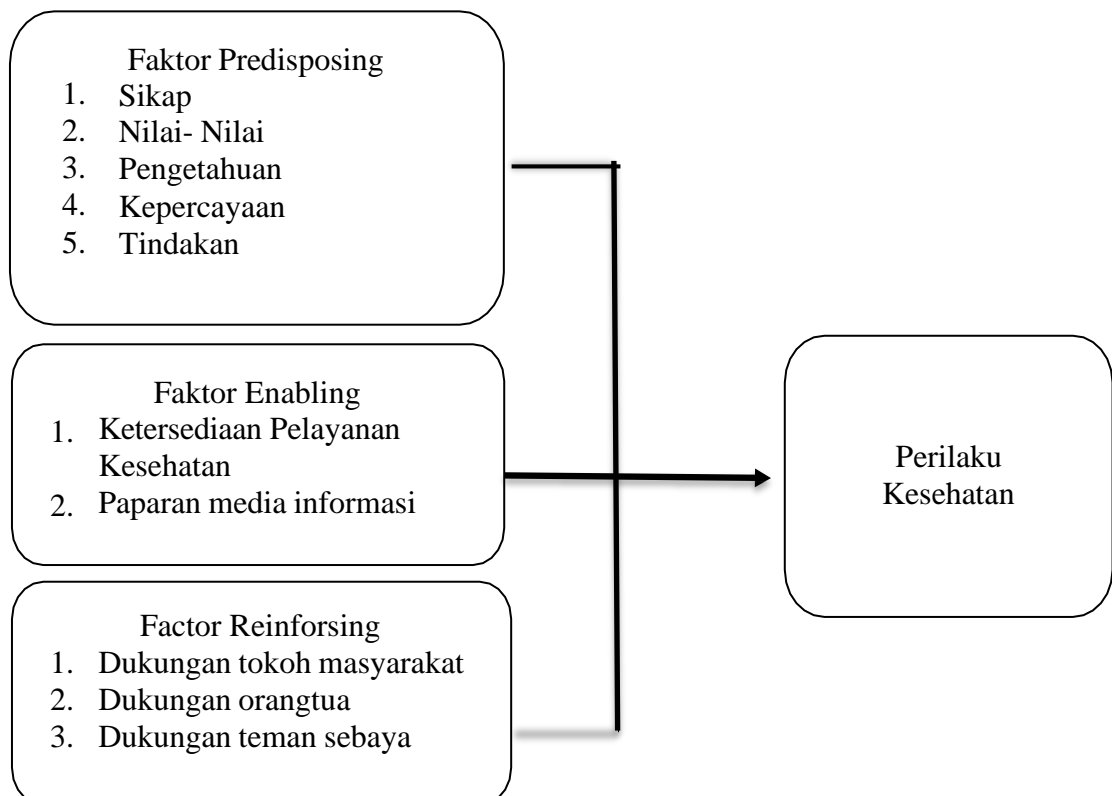 Faktor Predisposing
1. Sikap
2. Nilai- Nilai
3. Pengetahuan
4. Kepercayaan
5. Tindakan
Faktor Enabling
1. Ketersediaan Pelayanan
Kesehatan
2. Paparan media informasi
Factor Reinforsing
1. Dukungan tokoh masyarakat
2. Dukungan orangtua
3. Dukungan teman sebaya
Perilaku
Kesehatan